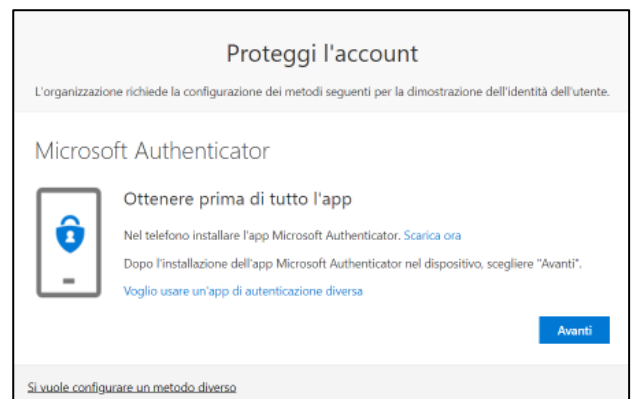 Proteggi l'account
L'organizzazione richiede la configurazione dei metodi seguenti per la dimostrazione dell'identità dell'utente.
Microsoft Authenticator
Ottenere prima di tutto l'app
Nel telefono installare l'app Microsoft Authenticator. Scarica ora
Dopo l'installazione dell'app Microsoft Authenticator nel dispositivo, scegliere "Avanti".
Voglio usare un'app di autenticazione diversa
Avanti
Si vuole configurare un metodo diverso